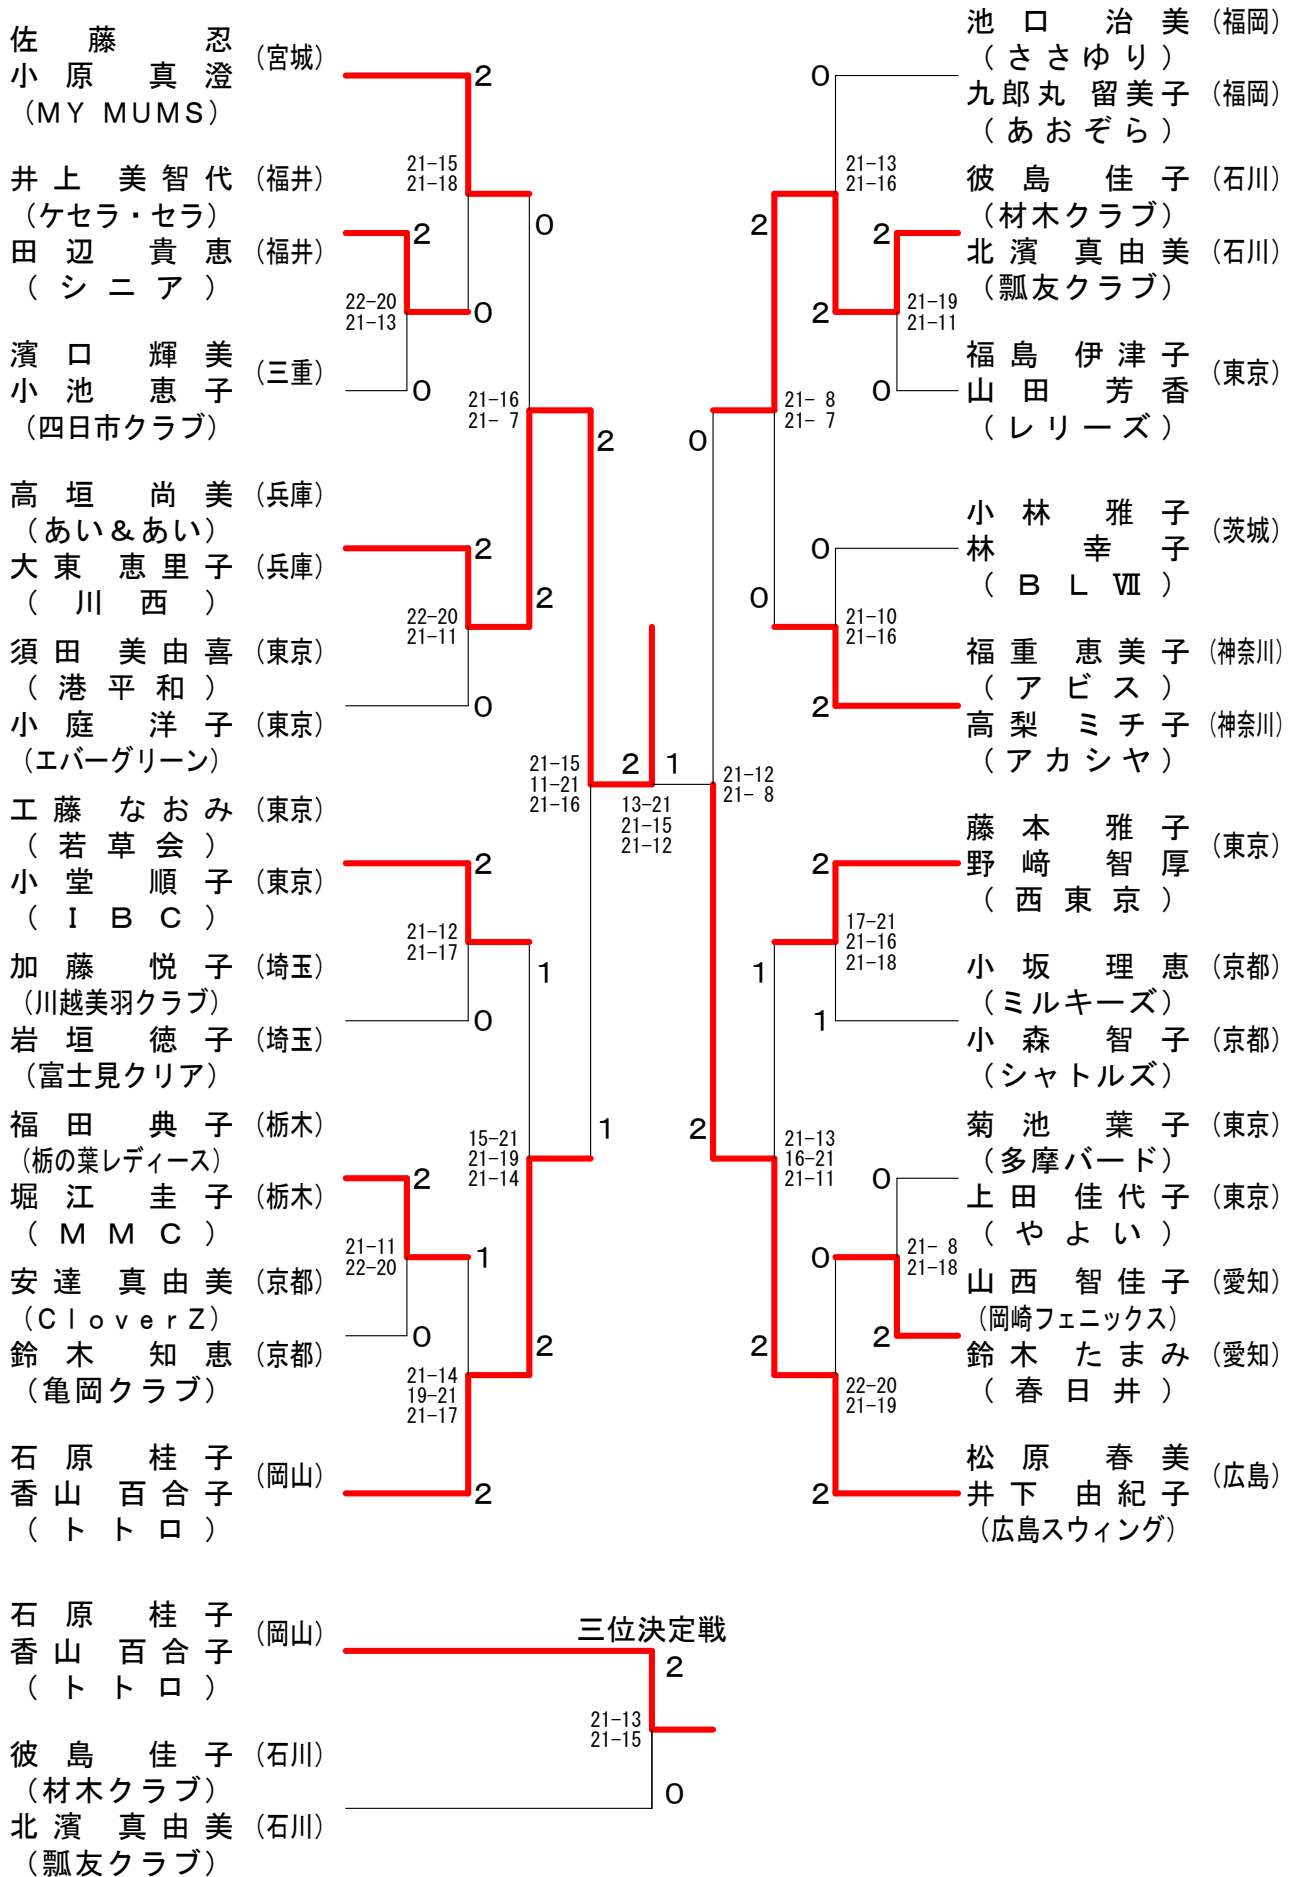 佐藤忍
小原真澄
(宮城)
(MY MUMS)
井上美智代 (福井)
(ケセラ・セラ)
田辺貴恵 (福井)
(シニア)
濱口輝美
小池恵子
(三重)
(四日市クラブ)
高垣尚美 (兵庫)
(あい&あい)
大東恵里子 (兵庫)
(川西)
須田美由喜 (東京)
(港平和)
小庭洋子 (東京)
(エバーグリーン)
工藤なおみ (東京)
(若草会)
小堂順子 (東京)
(IBC)
加藤悦子 (埼玉)
(川越美羽クラブ)
岩垣徳子 (埼玉)
(富士見クリア)
福田典子 (栃木)
(栃の葉レディース)
堀江圭子 (栃木)
(MMC)
安達真由美 (京都)
(CloverZ)
鈴木知恵 (京都)
(亀岡クラブ)
石原桂子
香山百合子
(岡山)
(トトロ)
2
21-15
21-18
0
2
22-20
21-13
0
0
21-16
21- 7
2
2
22-20
21-11
2
0
21-15
11-21
21-16
2
1
13-21
21-15
21-12
2
21-12
21-17
1
0
15-21
21-19
21-14
1
2
21-11
22-20
1
0
2
21-14
19-21
21-17
2
池口治美 (福岡)
(ささゆり)
九郎丸留美子 (福岡)
(あおぞら)
彼島佳子 (石川)
(材木クラブ)
北濱真由美 (石川)
(瓢友クラブ)
福島伊津子
山田芳香
(東京)
(レリーズ)
小林雅子
林幸子
(茨城)
(BLⅦ)
福重恵美子 (神奈川)
(アビス)
高梨ミチ子 (神奈川)
(アカシヤ)
藤本雅子
野﨑智厚
(東京)
(西東京)
小坂理恵 (京都)
(ミルキーズ)
小森智子 (京都)
(シャトルズ)
菊池葉子 (東京)
(多摩バード)
上田佳代子 (東京)
(やよい)
山西智佳子 (愛知)
(岡崎フェニックス)
鈴木たまみ (愛知)
(春日井)
松原春美
井下由紀子
(広島)
(広島スウィング)
0
21-13
21-16
2
2
2
21-19
21-11
0
0
21- 8
21- 7
0
0
21-10
21-16
2
21-12
21- 8
2
17-21
21-16
21-18
1
1
2
21-13
16-21
21-11
0
21- 8
21-18
0
2
2
22-20
21-19
2
三位決定戦
石原桂子
香山百合子
(岡山)
(トトロ)
2
21-13
21-15
彼島佳子 (石川)
(材木クラブ)
0
北濱真由美 (石川)
(瓢友クラブ)